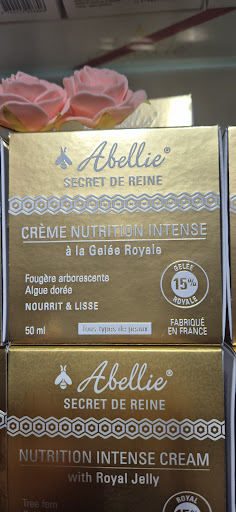 Abellie®
SECRET DE REINE
CRÈME NUTRITION INTENSE
à la Gelée Royale
Fougère arborescente
Algue dorée
NOURRIT & LISSE
50 ml
Tous types de peaux
GELÉE
15%
ROYALE
FABRIQUÉ
EN FRANCE
Abellie®
SECRET DE REINE
NUTRITION INTENSE CREAM
with Royal Jelly
Tree fern
ROYAL
15%